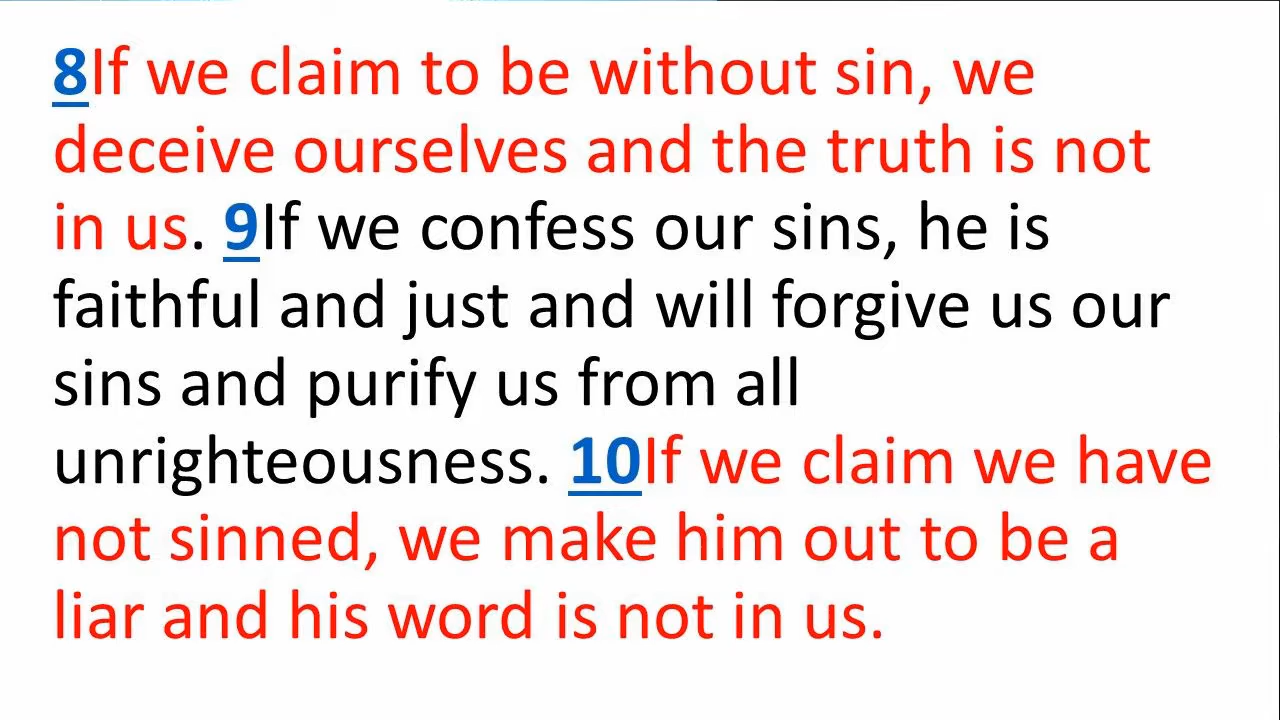 8If we claim to be without sin, we
deceive ourselves and the truth is not
in us. 9If we confess our sins, he is
faithful and just and will forgive us our
sins and purify us from all
unrighteousness. 10If we claim we have
not sinned, we make him out to be a
liar and his word is not in us.